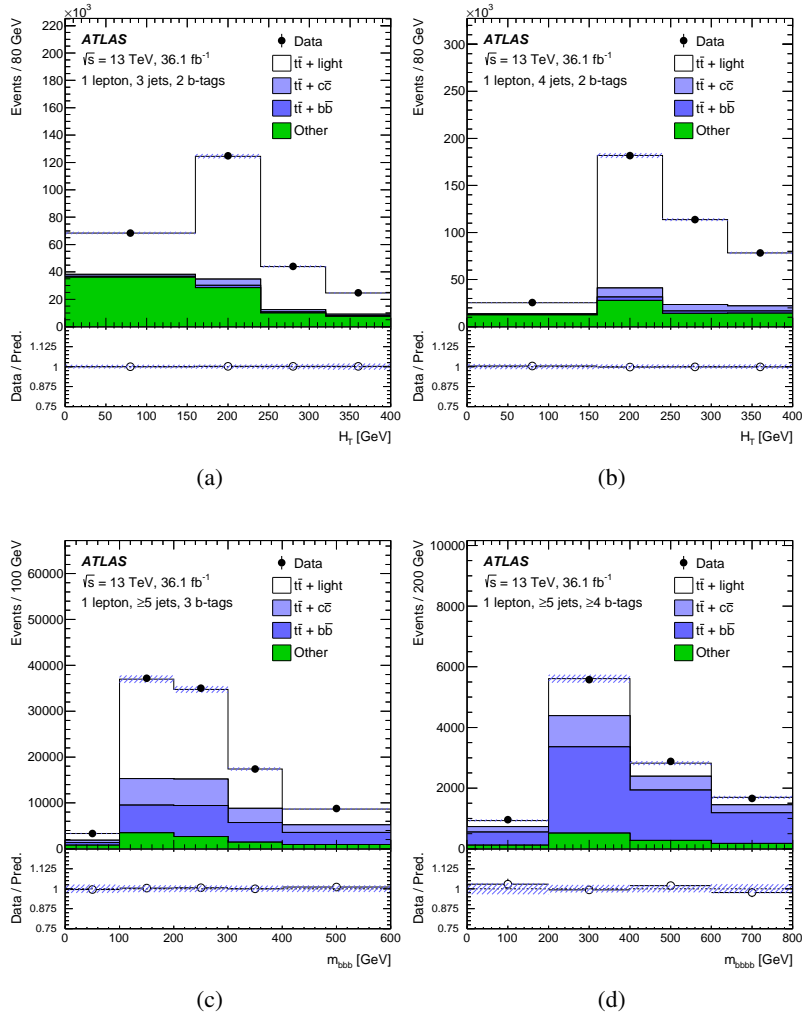 ×10³
220
200
180
160
140
120
100
80
60
40
20
0
Events / 80 GeV
ATLAS
√s = 13 TeV, 36.1 fb⁻¹
1 lepton, 3 jets, 2 b-tags
Data
tt̄ + light
tt̄ + cc̄
tt̄ + bb̄
Other
1.125
1
0.875
0.75
Data / Pred.
0 50 100 150 200 250 300 350 400
H_T [GeV]
(a)
×10³
300
250
200
150
100
50
0
Events / 80 GeV
ATLAS
√s = 13 TeV, 36.1 fb⁻¹
1 lepton, 4 jets, 2 b-tags
Data
tt̄ + light
tt̄ + cc̄
tt̄ + bb̄
Other
1.125
1
0.875
0.75
Data / Pred.
0 50 100 150 200 250 300 350 400
H_T [GeV]
(b)
60000
50000
40000
30000
20000
10000
0
Events / 100 GeV
ATLAS
√s = 13 TeV, 36.1 fb⁻¹
1 lepton, ≥5 jets, 3 b-tags
Data
tt̄ + light
tt̄ + cc̄
tt̄ + bb̄
Other
1.125
1
0.875
0.75
Data / Pred.
0 100 200 300 400 500 600
m_bbb [GeV]
(c)
10000
8000
6000
4000
2000
0
Events / 200 GeV
ATLAS
√s = 13 TeV, 36.1 fb⁻¹
1 lepton, ≥5 jets, ≥4 b-tags
Data
tt̄ + light
tt̄ + cc̄
tt̄ + bb̄
Other
1.125
1
0.875
0.75
Data / Pred.
0 100 200 300 400 500 600 700 800
m_bbbb [GeV]
(d)